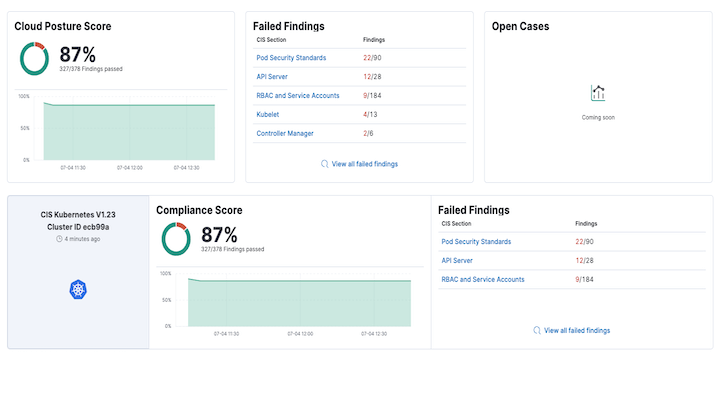 Cloud Posture Score
87%
327/378 Findings passed
100%
50%
0%
07-04 11:30
07-04 12:00
07-04 12:30
Failed Findings
CIS Section Findings
Pod Security Standards 22/90
API Server 12/28
RBAC and Service Accounts 9/184
Kubelet 4/13
Controller Manager 2/6
View all failed findings
Open Cases
Coming soon
CIS Kubernetes V1.23
Cluster ID ecb99a
4 minutes ago
Compliance Score
87%
327/378 Findings passed
100%
50%
0%
07-04 11:30
07-04 12:00
07-04 12:30
Failed Findings
CIS Section Findings
Pod Security Standards 22/90
API Server 12/28
RBAC and Service Accounts 9/184
View all failed findings